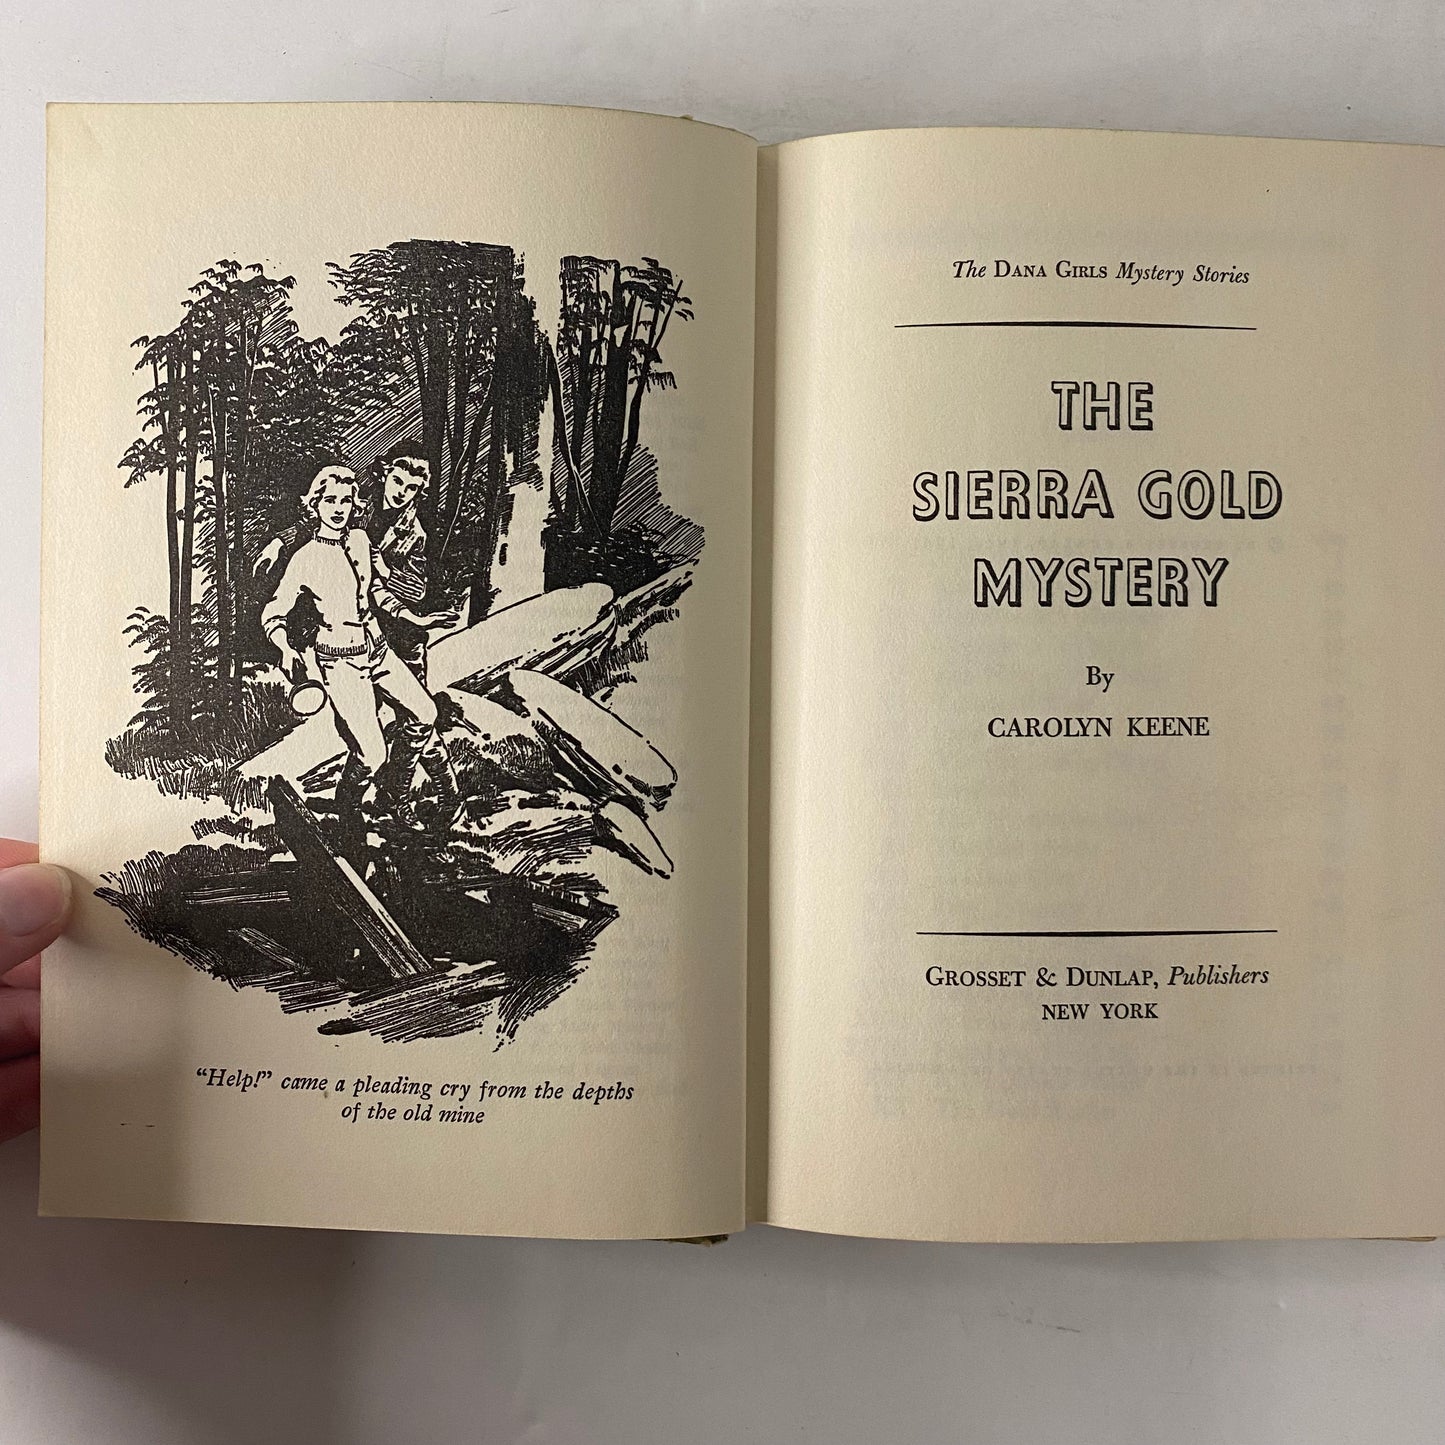 "Help!" came a pleading cry from the depths
of the old mine
The DANA GIRLS Mystery Stories
THE
SIERRA GOLD
MYSTERY
By
CAROLYN KEENE
GROSSET & DUNLAP, Publishers
NEW YORK